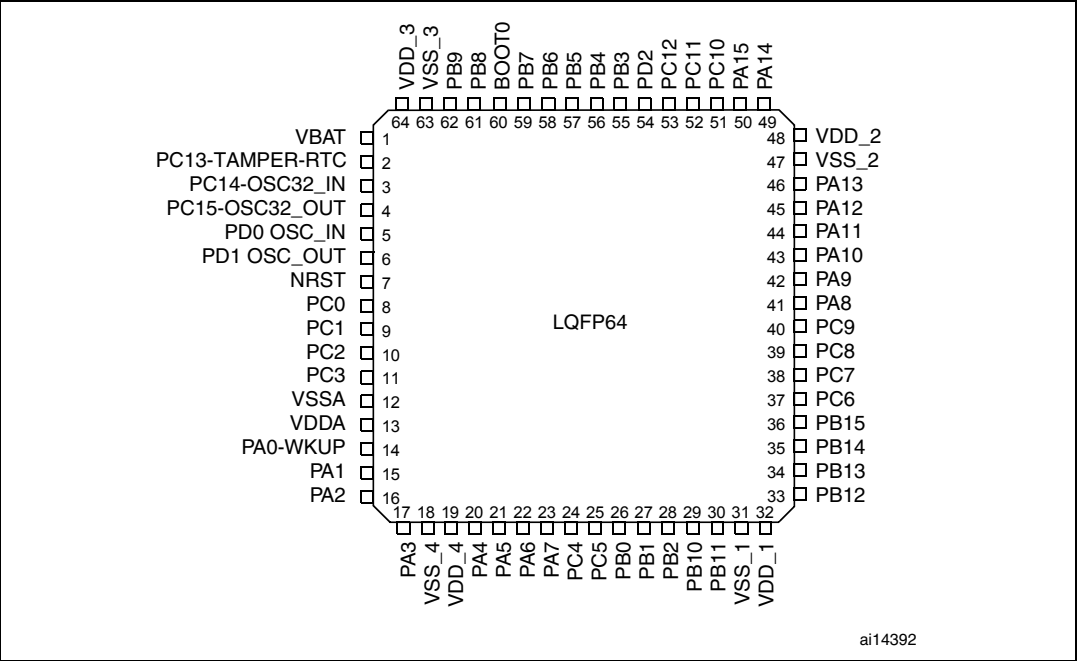 VDD_3
VSS_3
PB9
PB8
BOOT0
PB7
PB6
PB5
PB4
PB3
PD2
PC12
PC11
PC10
PA15
PA14
64 63 62 61 60 59 58 57 56 55 54 53 52 51 50 49
VBAT 1
PC13-TAMPER-RTC 2
PC14-OSC32_IN 3
PC15-OSC32_OUT 4
PD0 OSC_IN 5
PD1 OSC_OUT 6
NRST 7
PC0 8
PC1 9
PC2 10
PC3 11
VSSA 12
VDDA 13
PA0-WKUP 14
PA1 15
PA2 16
LQFP64
48 VDD_2
47 VSS_2
46 PA13
45 PA12
44 PA11
43 PA10
42 PA9
41 PA8
40 PC9
39 PC8
38 PC7
37 PC6
36 PB15
35 PB14
34 PB13
33 PB12
17 18 19 20 21 22 23 24 25 26 27 28 29 30 31 32
PA3
VSS_4
VDD_4
PA4
PA5
PA6
PA7
PC4
PC5
PB0
PB1
PB2
PB10
PB11
VSS_1
VDD_1
ai14392